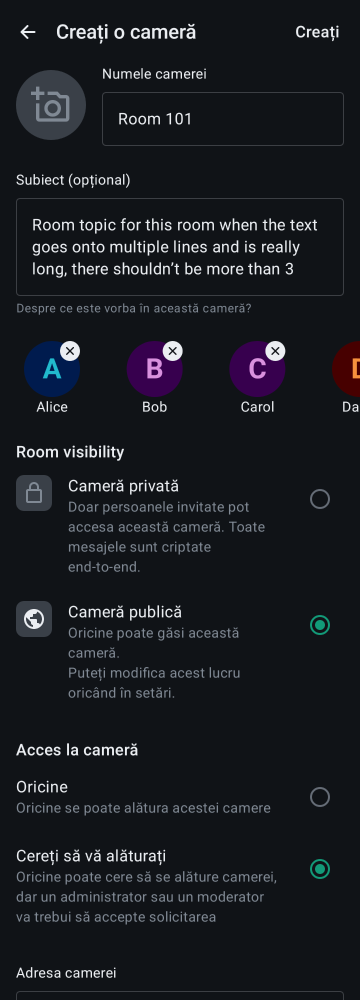 Creați o cameră
Creați
Numele camerei
Room 101
Subiect (opțional)
Room topic for this room when the text
goes onto multiple lines and is really
long, there shouldn’t be more than 3
Despre ce este vorba în această cameră?
A
B
C
Alice
Bob
Carol
Da
Room visibility
Cameră privată
Doar persoanele invitate pot
accesa această cameră. Toate
mesajele sunt criptate
end-to-end.
Cameră publică
Oricine poate găsi această
cameră.
Puteți modifica acest lucru
oricând în setări.
Acces la cameră
Oricine
Oricine se poate alătura acestei camere
Cereți să vă alăturați
Oricine poate cere să se alăture camerei,
dar un administrator sau un moderator
va trebui să accepte solicitarea
Adresa camerei